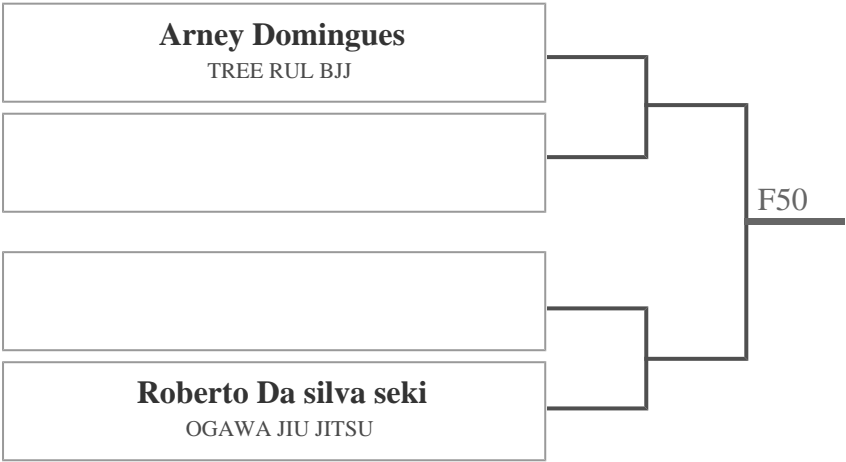 Arney Domingues
TREE RUL BJJ
F50
Roberto Da silva seki
OGAWA JIU JITSU